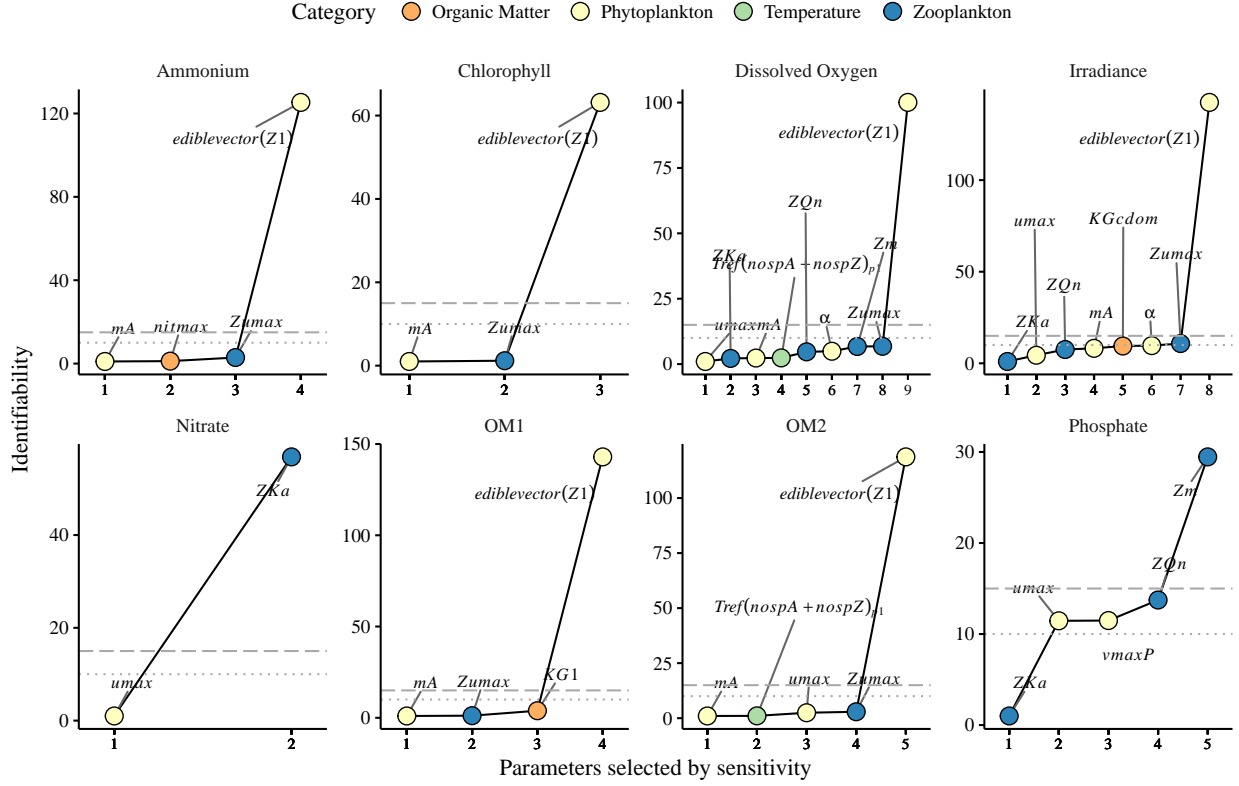 Category Organic Matter Phytoplankton Temperature Zooplankton
Ammonium
120
80
40
0
ediblevector(Z1)
mA
nitmax
Zumax
1 2 3 4
Chlorophyll
60
40
20
0
ediblevector(Z1)
mA
Zumax
1 2 3
Dissolved Oxygen
100
75
50
25
0
ediblevector(Z1)
ZQn
Zm
ZKa
Tref(nospA + nospZ)p1
umax
mA
α
Zumax
1 2 3 4 5 6 7 8 9
Irradiance
100
50
0
ediblevector(Z1)
umax
KGcdom
Zumax
ZQn
ZKa
mA
α
1 2 3 4 5 6 7 8
Identifiability
Nitrate
40
20
0
ZKa
umax
1 2
OM1
150
100
50
0
ediblevector(Z1)
mA
Zumax
KG1
1 2 3 4
OM2
100
75
50
25
0
ediblevector(Z1)
Tref(nospA + nospZ)p1
mA
umax
Zumax
1 2 3 4 5
Phosphate
30
20
10
0
Zm
ZQn
umax
vmaxP
ZKa
1 2 3 4 5
Parameters selected by sensitivity